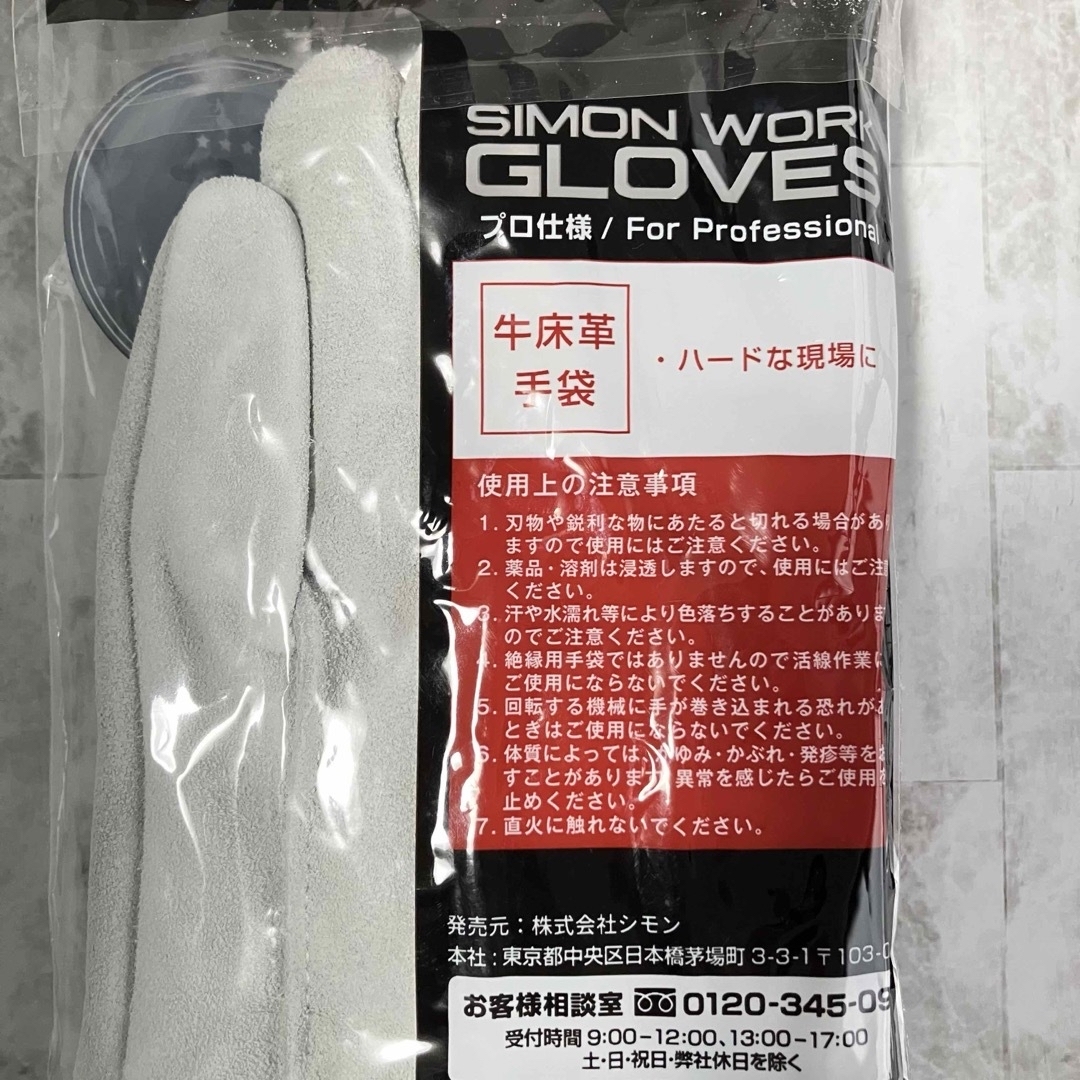 SIMON WORK
GLOVES
プロ仕様 / For Professional
牛床革
手袋
・ハードな現場に
使用上の注意事項
1. 刃物や鋭利な物にあたると切れる場合があり
ますので使用にはご注意ください。
2. 薬品・溶剤は浸透しますので、使用にはご注意
ください。
3. 汗や水濡れ等により色落ちすることがありま
のでご注意ください。
4. 絶縁用手袋ではありませんので活線作業に
ご使用にならないでください。
5. 回転する機械に手が巻き込まれる恐れがあ
ときはご使用にならないでください。
6. 体質によっては、かゆみ・かぶれ・発疹等をお
すことがあります。異常を感じたらご使用を
止めください。
7. 直火に触れないでください。
発売元：株式会社シモン
本社：東京都中央区日本橋茅場町3-3-1〒103-0
お客様相談室 0120-345-09
受付時間 9:00－12:00、13:00－17:00
土・日・祝日・弊社休日を除く